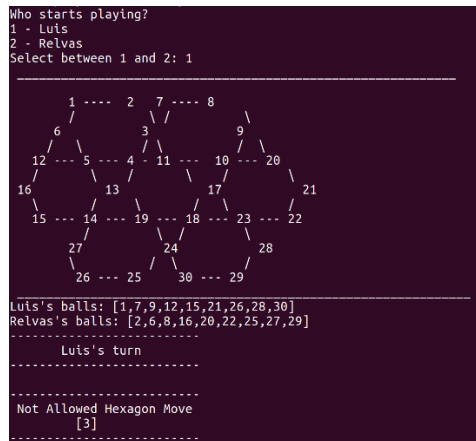 Who starts playing?
1 - Luis
2 - Relvas
Select between 1 and 2: 1
1 ---- 2 7 ---- 8
/ \ / \
6 3 9
/ \ / \ / \
12 --- 5 --- 4 - 11 --- 10 --- 20
/ \ / \ / \
16 13 17 21
\ / \ / \ /
15 --- 14 --- 19 --- 18 --- 23 --- 22
/ \ / \
27 24 28
\ / \ /
26 --- 25 30 --- 29
Luis's balls: [1,7,9,12,15,21,26,28,30]
Relvas's balls: [2,6,8,16,20,22,25,27,29]
---------------------------
Luis's turn
---------------------------
---------------------------
Not Allowed Hexagon Move
[3]
---------------------------